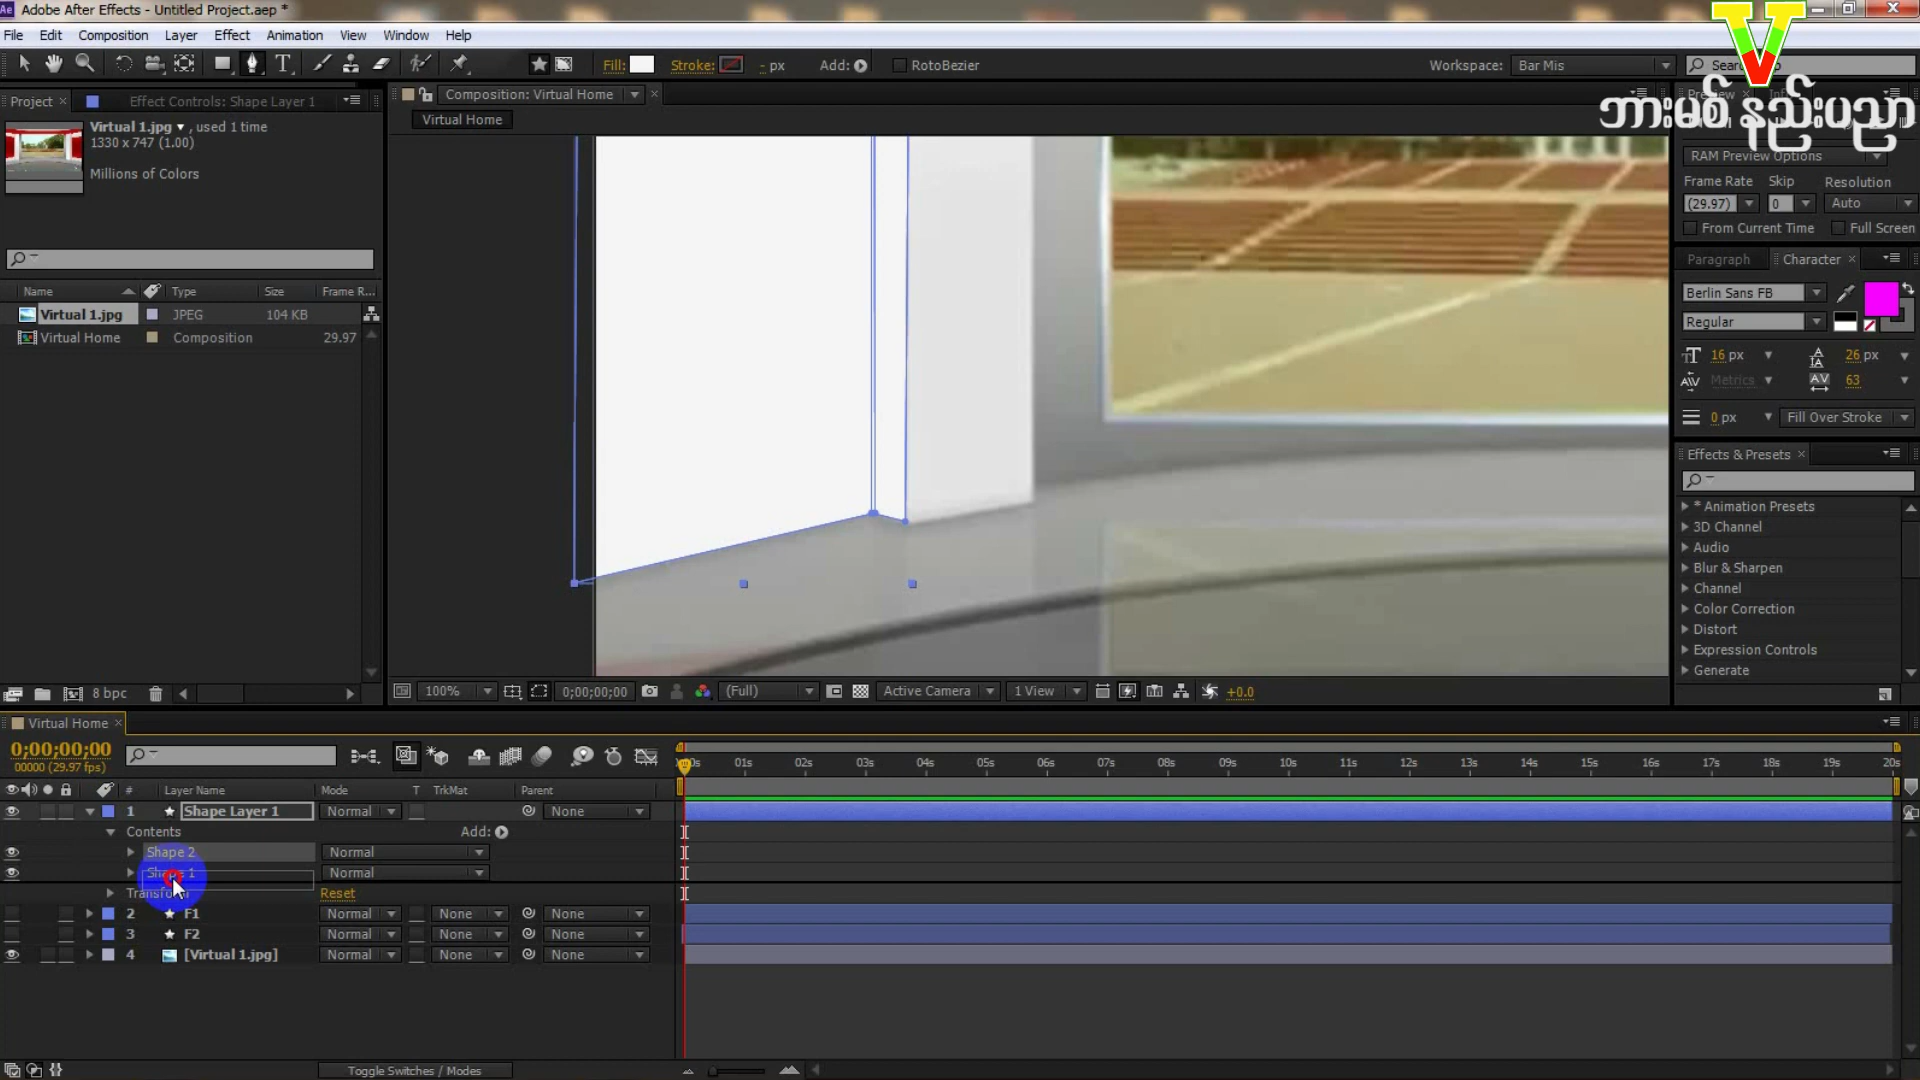 Adobe After Effects - Untitled Project.aep *
File Edit Composition Layer Effect Animation View Window Help
Fill: Stroke: - px Add: RotoBezier Workspace: Bar Mis
V
ဘားမစ် နည်းပညာ
Project × Effect Controls: Shape Layer 1
Virtual 1.jpg ▼ , used 1 time
1330 x 747 (1.00)
Millions of Colors
Name Type Size Frame R...
Virtual 1.jpg JPEG 104 KB
Virtual Home Composition 29.97
8 bpc
Composition: Virtual Home
Virtual Home
100% 0;00;00;00 (Full) Active Camera 1 View +0.0
RAM Preview Options
Frame Rate Skip Resolution
(29.97) 0 Auto
From Current Time Full Screen
Paragraph Character ×
Berlin Sans FB
Regular
16 px 26 px
Metrics 63
0 px Fill Over Stroke
Effects & Presets ×
* Animation Presets
3D Channel
Audio
Blur & Sharpen
Channel
Color Correction
Distort
Expression Controls
Generate
Virtual Home ×
0;00;00;00
00000 (29.97 fps)
01s 02s 03s 04s 05s 06s 07s 08s 09s 10s 11s 12s 13s 14s 15s 16s 17s 18s 19s 20s
# Layer Name Mode T TrkMat Parent
1 Shape Layer 1 Normal None
Contents Add:
Shape 2 Normal
Shape 1 Normal
Transform Reset
2 F1 Normal None None
3 F2 Normal None None
4 [Virtual 1.jpg] Normal None None
Toggle Switches / Modes